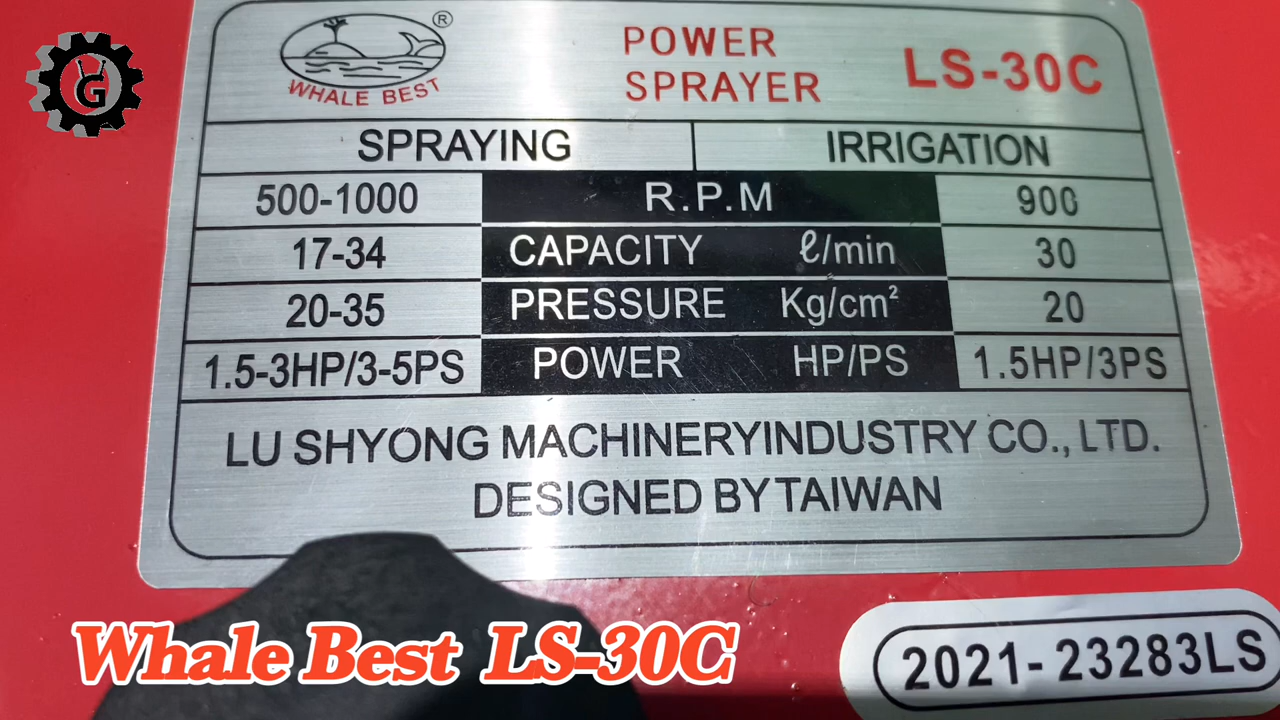 G
®
WHALE BEST
POWER
SPRAYER
LS-30C
SPRAYING IRRIGATION
500-1000 R.P.M 900
17-34 CAPACITY ℓ/min 30
20-35 PRESSURE Kg/cm² 20
1.5-3HP/3-5PS POWER HP/PS 1.5HP/3PS
LU SHYONG MACHINERYINDUSTRY CO., LTD.
DESIGNED BY TAIWAN
Whale Best LS-30C
2021-23283LS